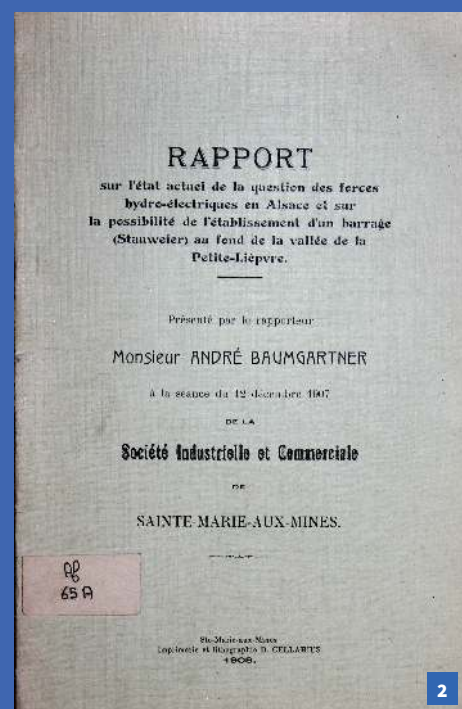 RAPPORT
sur l'état actuel de la question des forces
hydro-électriques en Alsace et sur
la possibilité de l'établissement d'un barrage
(Stauweier) au fond de la vallée de la
Petite-Lièpvre.
Présenté par le rapporteur
Monsieur ANDRÉ BAUMGARTNER
à la séance du 12 décembre 1907
DE LA
Société Industrielle et Commerciale
DE
SAINTE-MARIE-AUX-MINES.
65 A
Ste-Marie-aux-Mines
Imprimerie et lithographie D. CELLARIUS
1908.
2